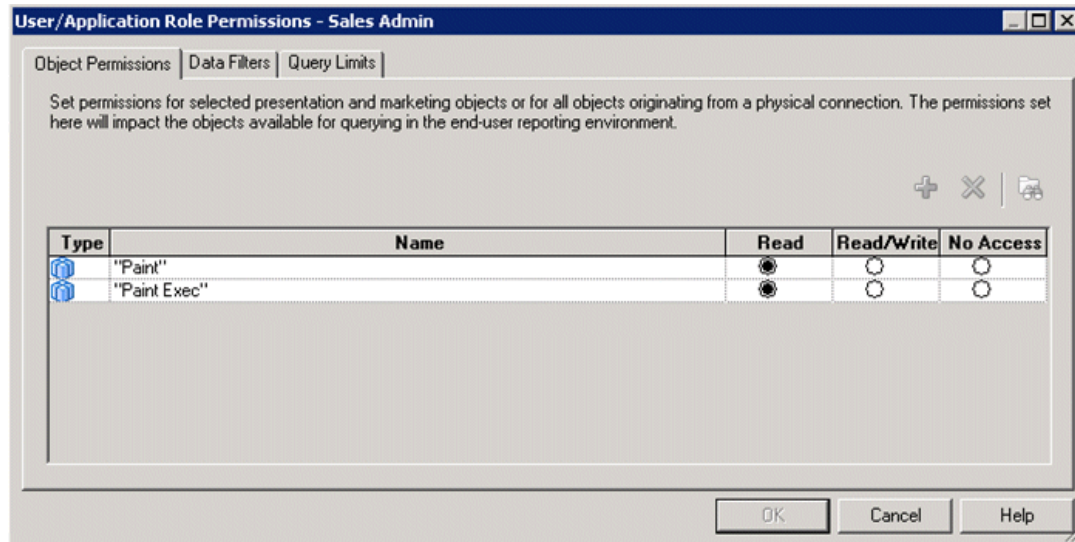 User/Application Role Permissions - Sales Admin
Object Permissions Data Filters Query Limits
Set permissions for selected presentation and marketing objects or for all objects originating from a physical connection. The permissions set
here will impact the objects available for querying in the end-user reporting environment.
Type Name Read Read/Write No Access
"Paint"
"Paint Exec"
OK Cancel Help